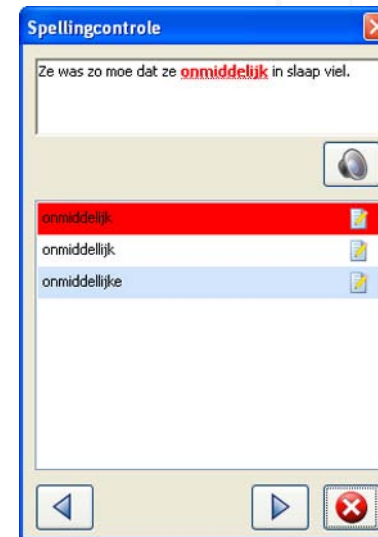 Spellingcontrole
Ze was zo moe dat ze onmiddelijk in slaap viel.
onmiddelijk
onmiddellijk
onmiddellijke